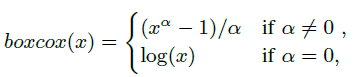 boxcox(x) = { (x^α − 1)/α if α ≠ 0 ,
log(x) if α = 0,